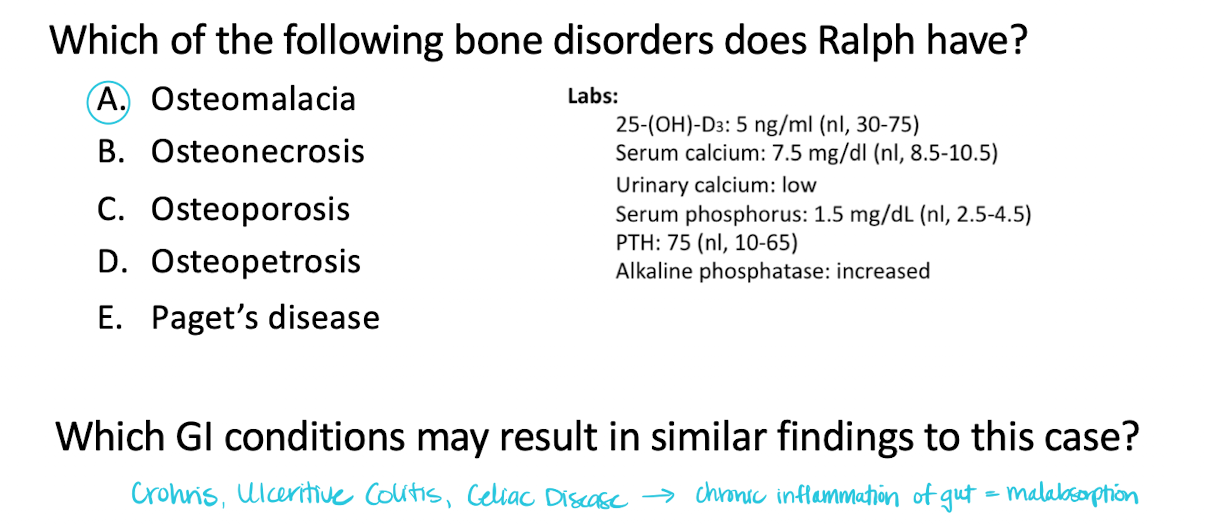 Which of the following bone disorders does Ralph have?
A. Osteomalacia
B. Osteonecrosis
C. Osteoporosis
D. Osteopetrosis
E. Paget’s disease
Labs:
25-(OH)-D3: 5 ng/ml (nl, 30-75)
Serum calcium: 7.5 mg/dl (nl, 8.5-10.5)
Urinary calcium: low
Serum phosphorus: 1.5 mg/dL (nl, 2.5-4.5)
PTH: 75 (nl, 10-65)
Alkaline phosphatase: increased
Which GI conditions may result in similar findings to this case?
Crohn's, Ulceritive Colitis, Celiac Disease → chronic inflammation of gut = malabsorption